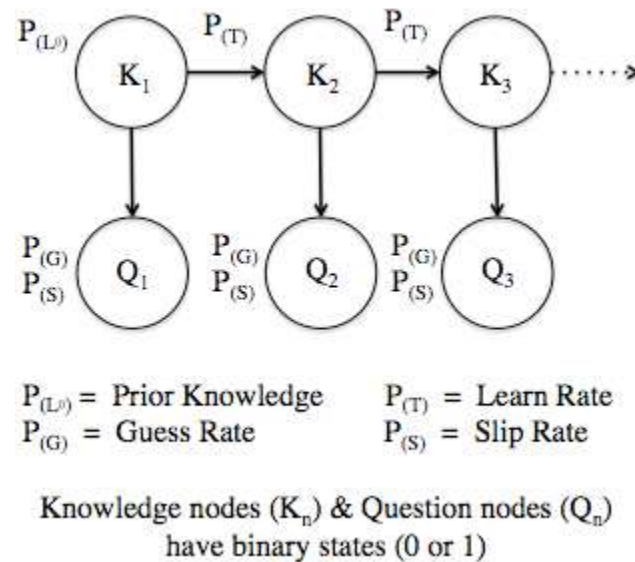 P(L⁰) P(T) P(T)
K₁ K₂ K₃
P(G) P(G) P(G)
P(S) Q₁ P(S) Q₂ P(S) Q₃
P(L⁰) = Prior Knowledge P(T) = Learn Rate
P(G) = Guess Rate P(S) = Slip Rate
Knowledge nodes (Kₙ) & Question nodes (Qₙ)
have binary states (0 or 1)